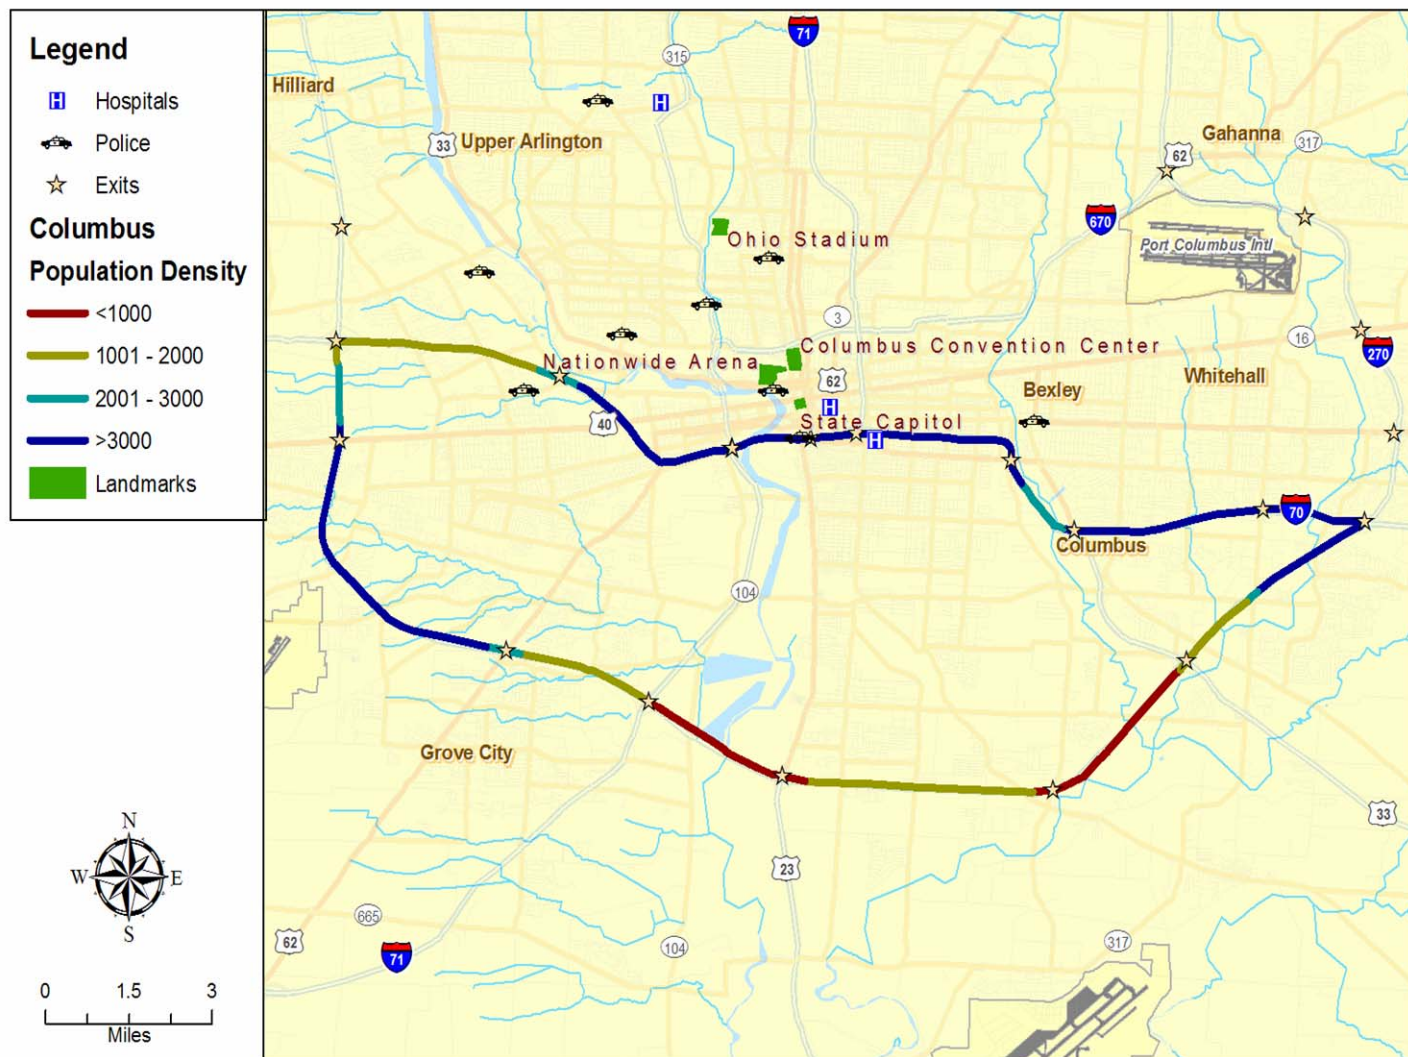 Legend
Hospitals
Police
Exits
Columbus
Population Density
<1000
1001 - 2000
2001 - 3000
>3000
Landmarks
N
W
E
S
0
1.5
3
Miles
71
315
Hilliard
33
Upper Arlington
Gahanna
317
62
670
Port Columbus Intl
Ohio Stadium
3
16
Columbus Convention Center
Nationwide Arena
270
62
Whitehall
Bexley
40
State Capitol
70
Columbus
104
Grove City
33
23
665
62
71
104
317